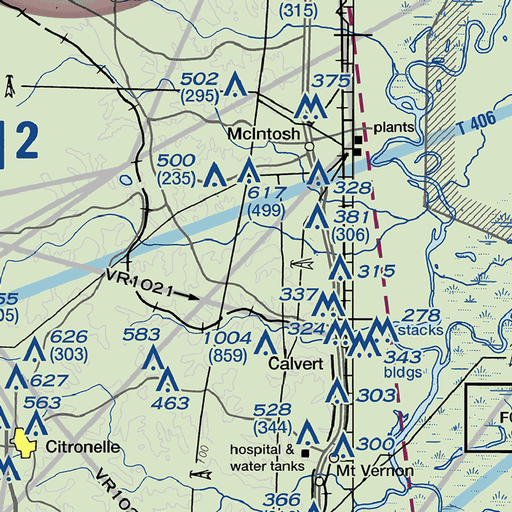 (315)
502
(295)
375
McIntosh
plants
T 406
2
500
(235)
617
(499)
328
381
(306)
315
VR1021
337
278
stacks
324
1004
(859)
343
bldgs
Calvert
626
(303)
583
627
463
563
303
528
(344)
Citronelle
hospital &
water tanks
300
Mt Vernon
700
366